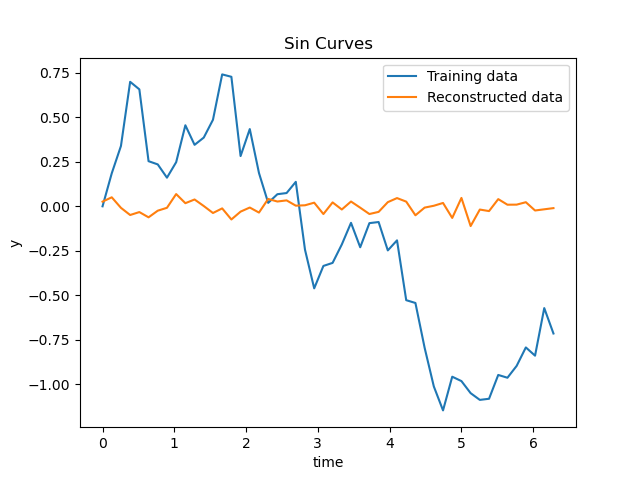 Sin Curves
Training data
Reconstructed data
0.75
0.50
0.25
0.00
−0.25
−0.50
−0.75
−1.00
y
0 1 2 3 4 5 6
time